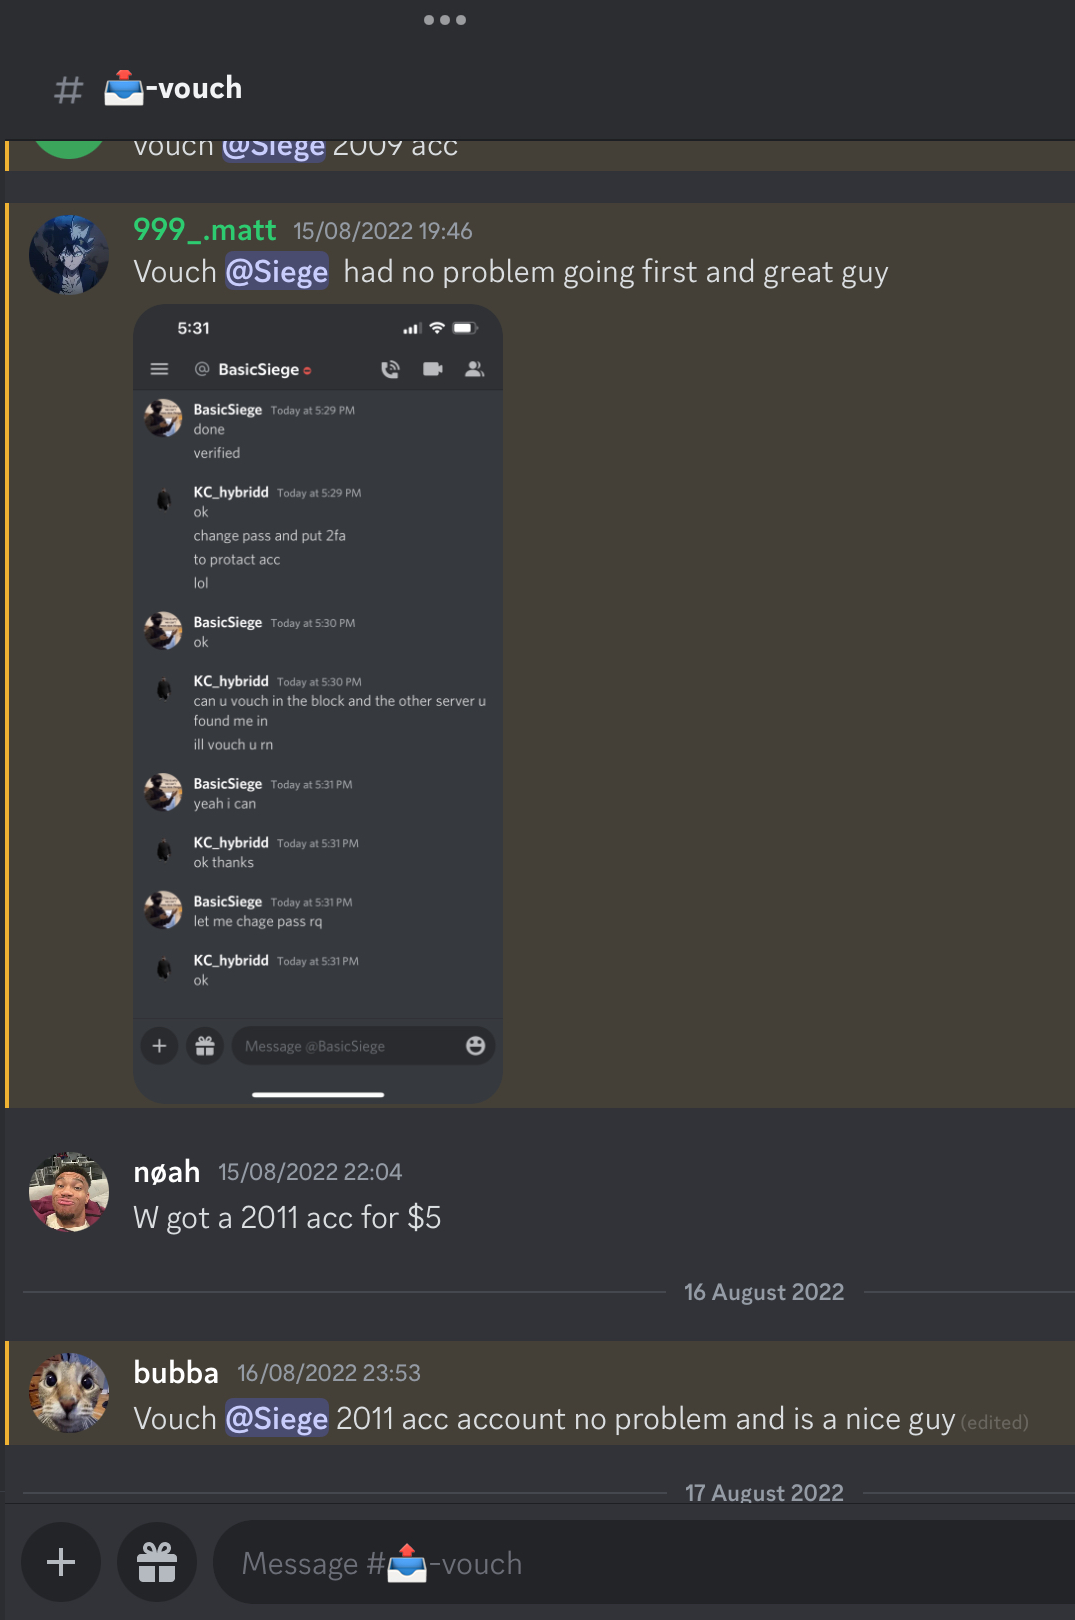 # 📤-vouch
vouch @Siege 2009 acc
999_.matt 15/08/2022 19:46
Vouch @Siege had no problem going first and great guy
5:31
@ BasicSiege
BasicSiege Today at 5:29 PM
done
verified
KC_hybridd Today at 5:29 PM
ok
change pass and put 2fa
to protact acc
lol
BasicSiege Today at 5:30 PM
ok
KC_hybridd Today at 5:30 PM
can u vouch in the block and the other server u
found me in
ill vouch u rn
BasicSiege Today at 5:31 PM
yeah i can
KC_hybridd Today at 5:31 PM
ok thanks
BasicSiege Today at 5:31 PM
let me chage pass rq
KC_hybridd Today at 5:31 PM
ok
Message @BasicSiege
nøah 15/08/2022 22:04
W got a 2011 acc for $5
16 August 2022
bubba 16/08/2022 23:53
Vouch @Siege 2011 acc account no problem and is a nice guy (edited)
17 August 2022
Message #📤-vouch